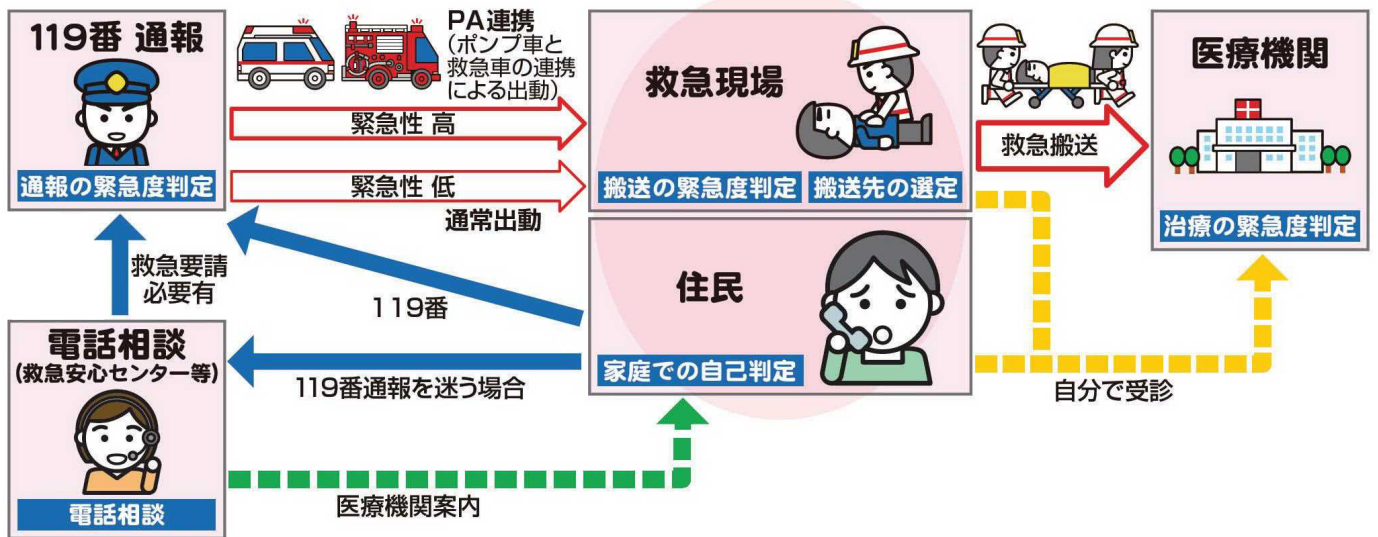 119番 通報
通報の緊急度判定
PA連携
(ポンプ車と
救急車の連携
による出動)
緊急性 高
緊急性 低
通常出動
救急現場
搬送の緊急度判定
搬送先の選定
救急搬送
医療機関
治療の緊急度判定
救急要請
必要有
119番
119番通報を迷う場合
住民
家庭での自己判定
自分で受診
電話相談
(救急安心センター等)
電話相談
医療機関案内